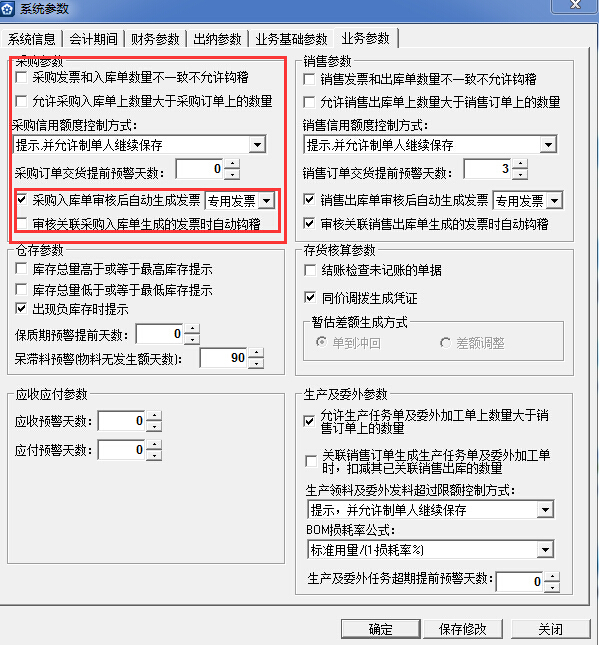 系统参数
系统信息 会计期间 财务参数 出纳参数 业务基础参数 业务参数
采购参数
采购发票和入库单数量不一致不允许钩稽
允许采购入库单上数量大于采购订单上的数量
采购信用额度控制方式:
提示,并允许制单人继续保存
采购订单交货提前预警天数: 0
采购入库单审核后自动生成发票 专用发票
审核关联采购入库单生成的发票时自动钩稽
销售参数
销售发票和出库单数量不一致不允许钩稽
允许销售出库单上数量大于销售订单上的数量
销售信用额度控制方式:
提示,并允许制单人继续保存
销售订单交货提前预警天数: 3
销售出库单审核后自动生成发票 专用发票
审核关联销售出库单生成的发票时自动钩稽
仓存参数
库存总量高于或等于最高库存提示
库存总量低于或等于最低库存提示
出现负库存时提示
保质期预警提前天数: 0
呆滞料预警(物料无发生额天数): 90
存货核算参数
结账检查未记账的单据
同价调拨生成凭证
暂估差额生成方式
单到冲回 差额调整
应收应付参数
应收预警天数: 0
应付预警天数: 0
生产及委外参数
允许生产任务单及委外加工单上数量大于销
售订单上的数量
关联销售订单生成生产任务单及委外加工单
时，扣减其已关联销售出库的数量
生产领料及委外发料超过限额控制方式:
提示，并允许制单人继续保存
BOM损耗率公式:
标准用量/(1-损耗率%)
生产及委外任务超期提前预警天数: 0
确定 保存修改 关闭